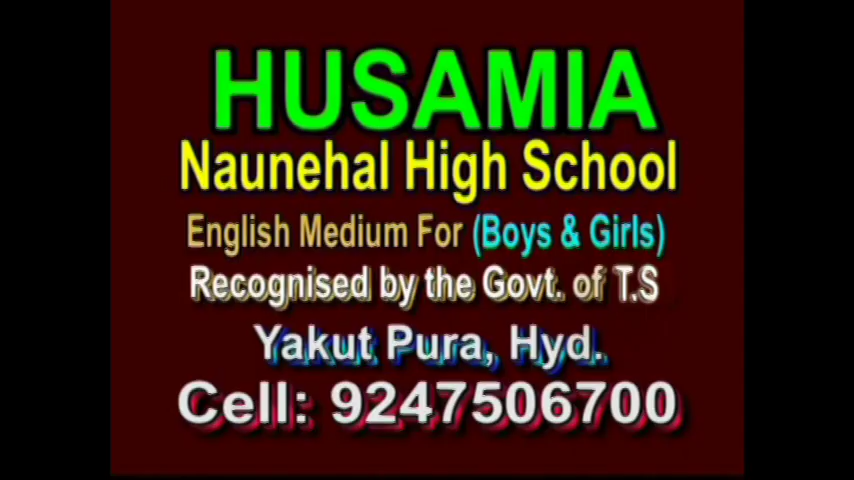 HUSAMIA
Naunehal High School
English Medium For (Boys & Girls)
Recognised by the Govt. of T.S
Yakut Pura, Hyd.
Cell: 9247506700